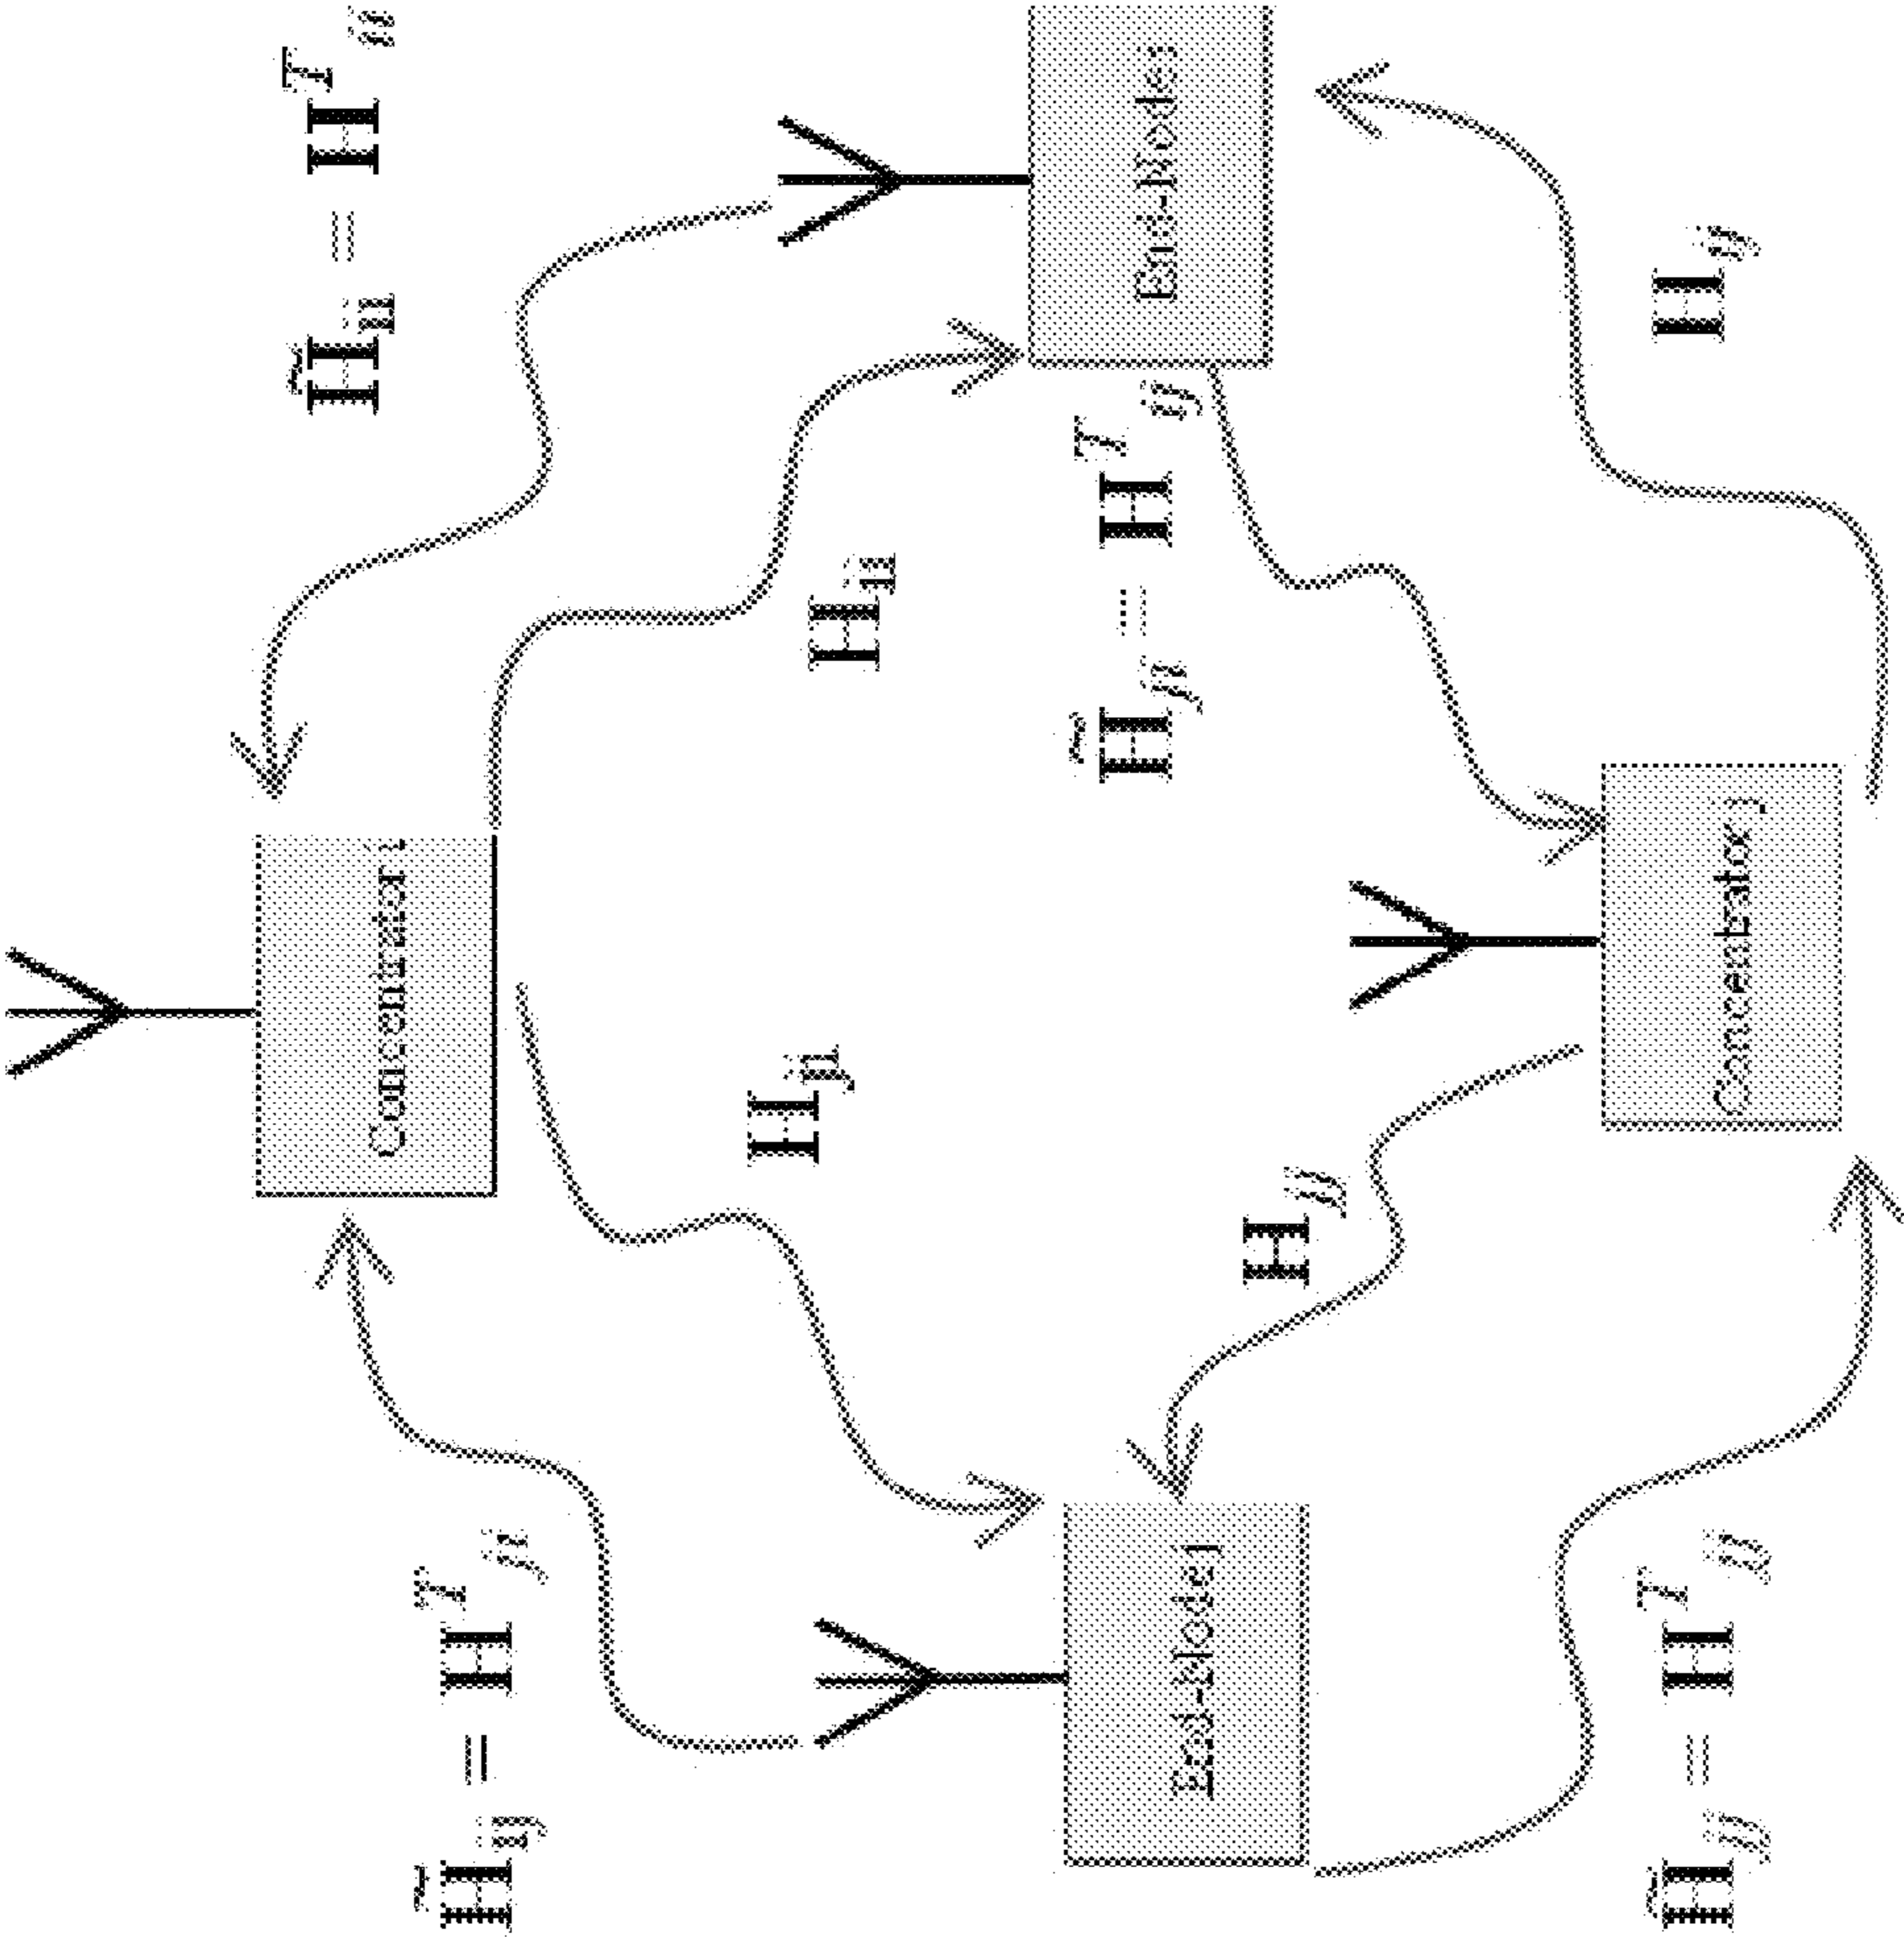 H̃ii = Hᵀii
Concentrator i
H̃ij = Hᵀji
Hji
Hii
H̃ji = Hᵀij
End-Node
End-Node
Hjj
Hij
H̃jj = Hᵀjj
Concentrator j